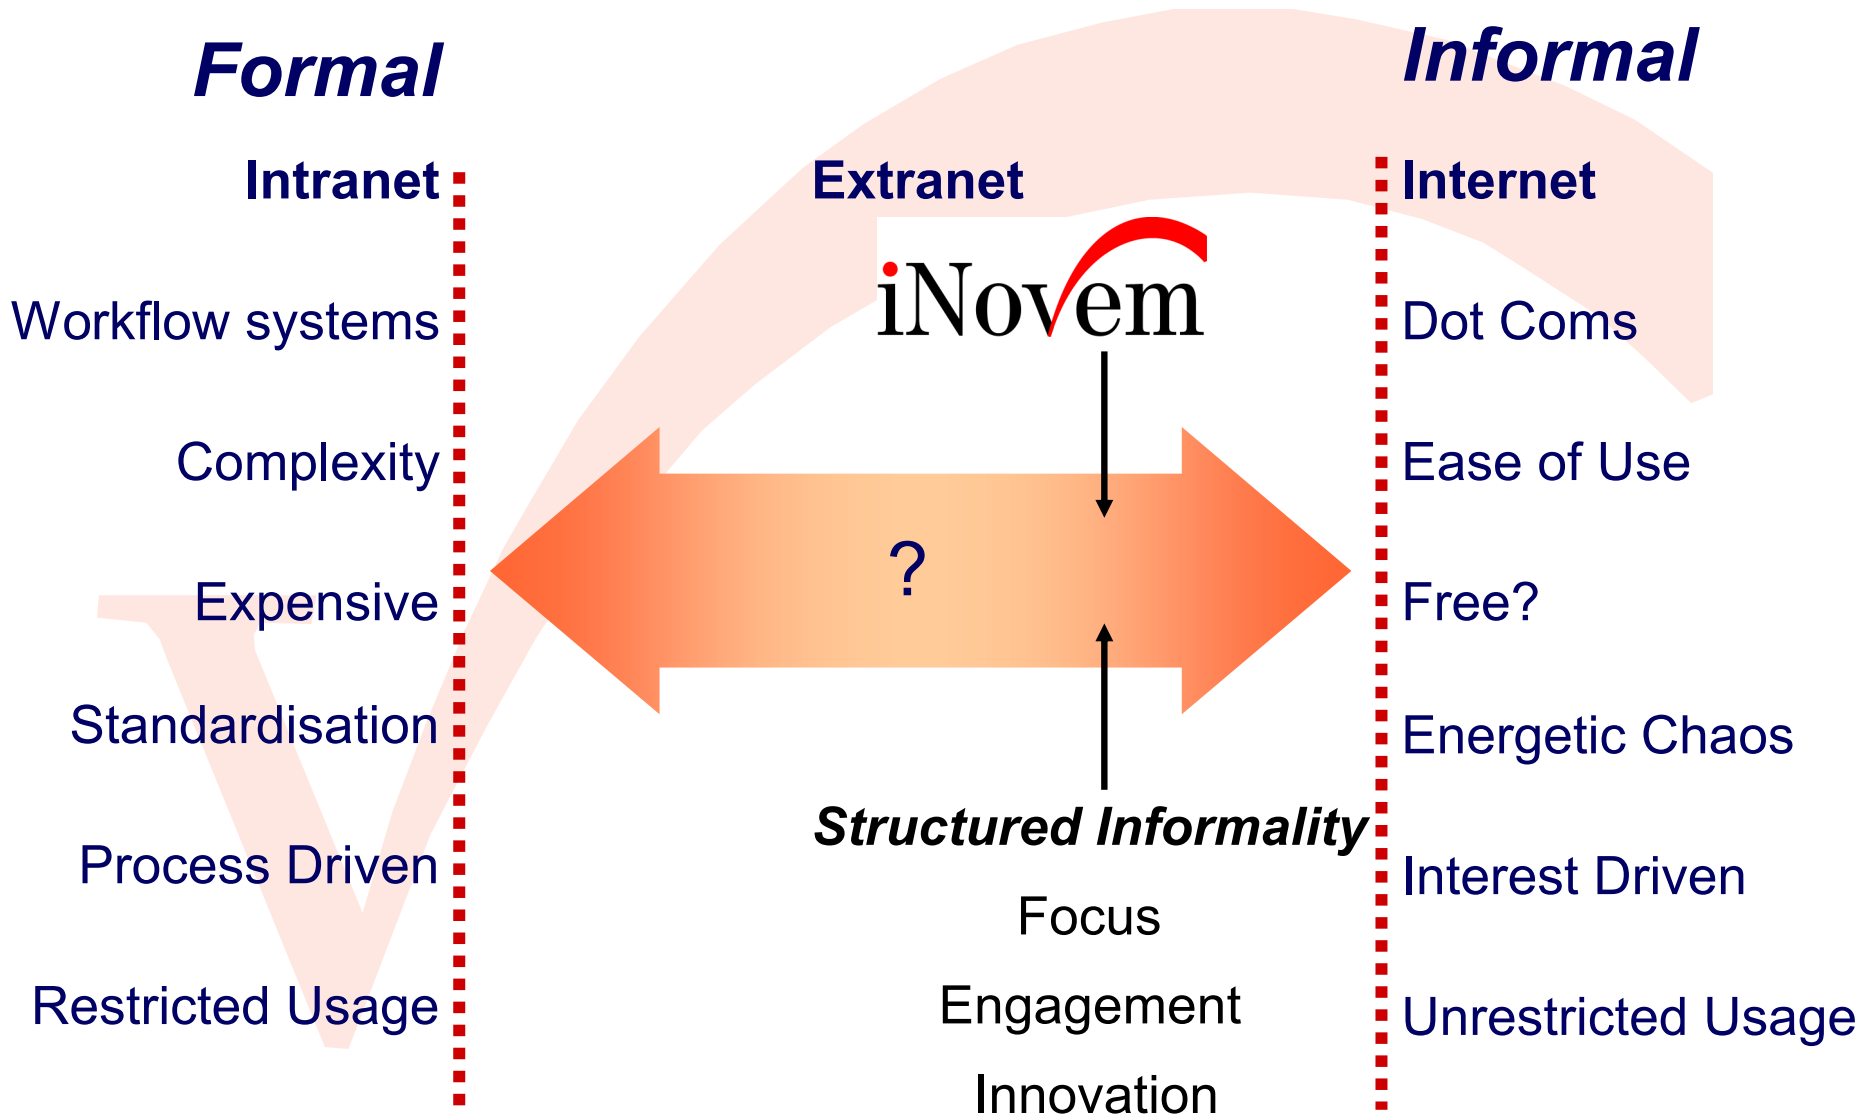 Formal
Informal
Intranet
Extranet
Internet
iNovem
Workflow systems
Dot Coms
Complexity
Ease of Use
?
Expensive
Free?
Standardisation
Energetic Chaos
Structured Informality
Process Driven
Interest Driven
Focus
Restricted Usage
Engagement
Unrestricted Usage
Innovation